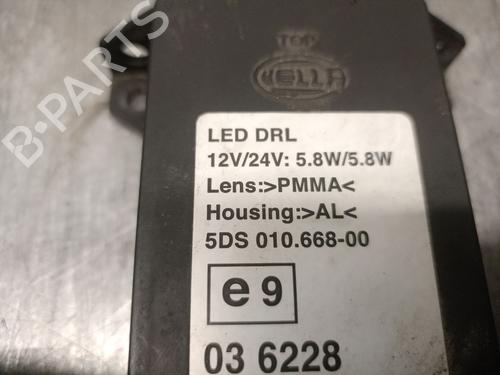 TOP
HELLA
LED DRL
12V/24V: 5.8W/5.8W
Lens:>PMMA<
Housing:>AL<
5DS 010.668-00
e9
03 6228
B-PARTS